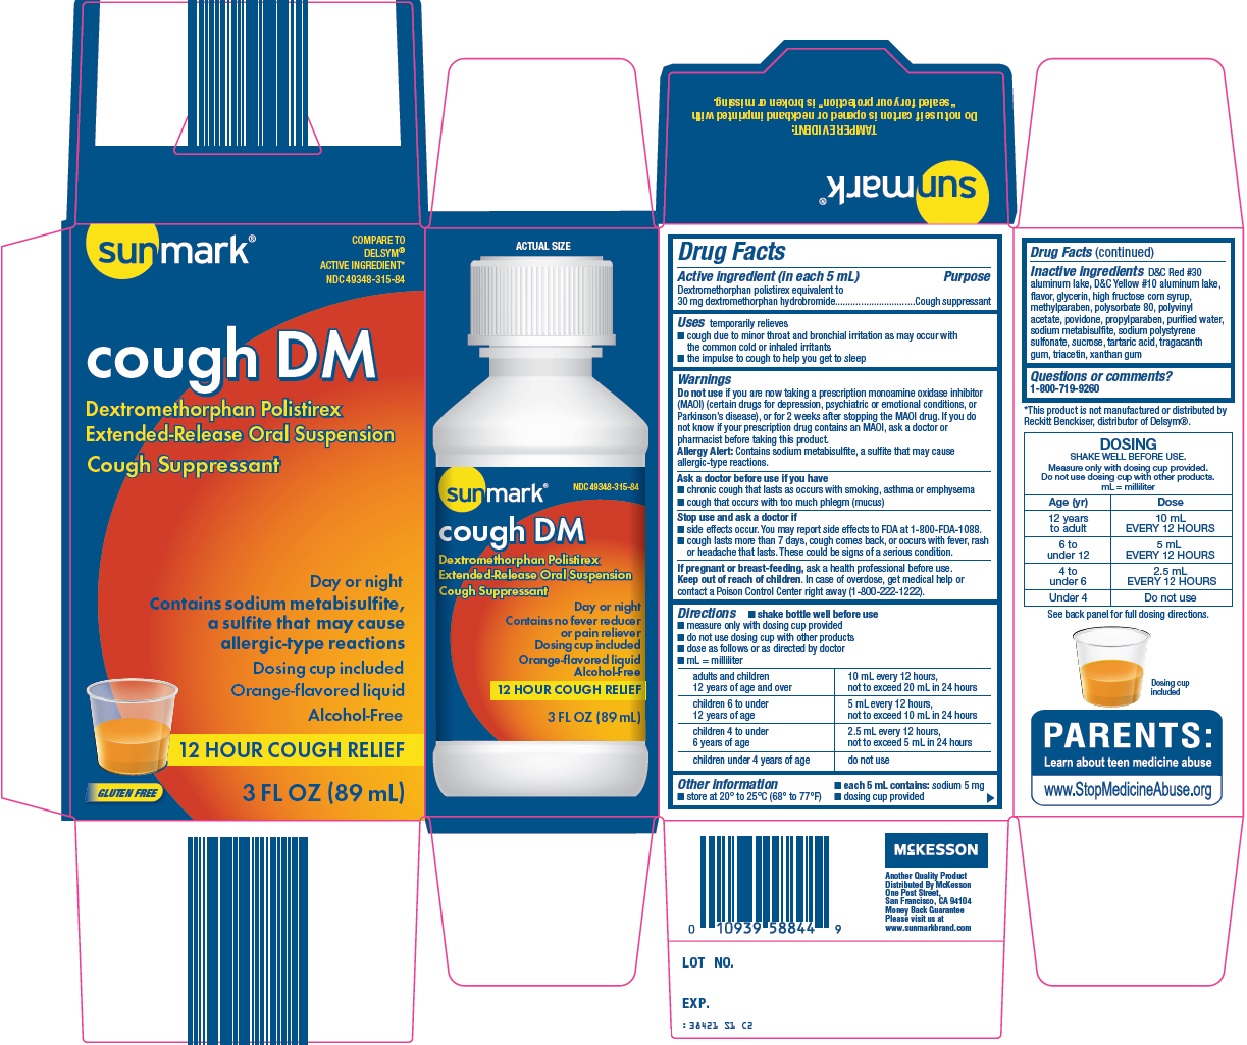 TAMPER EVIDENT:
Do not use if carton is opened or neckband imprinted with
"sealed for your protection" is broken or missing.
sunmark®
sunmark®
COMPARE TO
DELSYM®
ACTIVE INGREDIENT*
NDC 49348-315-84
cough DM
Dextromethorphan Polistirex
Extended-Release Oral Suspension
Cough Suppressant
Day or night
Contains sodium metabisulfite,
a sulfite that may cause
allergic-type reactions
Dosing cup included
Orange-flavored liquid
Alcohol-Free
12 HOUR COUGH RELIEF
GLUTEN FREE
3 FL OZ (89 mL)
ACTUAL SIZE
sunmark®
NDC 49348-315-84
cough DM
Dextromethorphan Polistirex
Extended-Release Oral Suspension
Cough Suppressant
Day or night
Contains no fever reducer
or pain reliever
Dosing cup included
Orange-flavored liquid
Alcohol-Free
12 HOUR COUGH RELIEF
3 FL OZ (89 mL)
Drug Facts
Active ingredient (in each 5 mL) Purpose
Dextromethorphan polistirex equivalent to
30 mg dextromethorphan hydrobromide................................Cough suppressant
Uses temporarily relieves
■ cough due to minor throat and bronchial irritation as may occur with
the common cold or inhaled irritants
■ the impulse to cough to help you get to sleep
Warnings
Do not use if you are now taking a prescription monoamine oxidase inhibitor
(MAOI) (certain drugs for depression, psychiatric or emotional conditions, or
Parkinson's disease), or for 2 weeks after stopping the MAOI drug. If you do
not know if your prescription drug contains an MAOI, ask a doctor or
pharmacist before taking this product.
Allergy Alert: Contains sodium metabisulfite, a sulfite that may cause
allergic-type reactions.
Ask a doctor before use if you have
■ chronic cough that lasts as occurs with smoking, asthma or emphysema
■ cough that occurs with too much phlegm (mucus)
Stop use and ask a doctor if
■ side effects occur. You may report side effects to FDA at 1-800-FDA-1088.
■ cough lasts more than 7 days, cough comes back, or occurs with fever, rash
or headache that lasts. These could be signs of a serious condition.
If pregnant or breast-feeding, ask a health professional before use.
Keep out of reach of children. In case of overdose, get medical help or
contact a Poison Control Center right away (1-800-222-1222).
Directions ■ shake bottle well before use
■ measure only with dosing cup provided
■ do not use dosing cup with other products
■ dose as follows or as directed by doctor
■ mL = milliliter
adults and children 10 mL every 12 hours,
12 years of age and over not to exceed 20 mL in 24 hours
children 6 to under 5 mL every 12 hours,
12 years of age not to exceed 10 mL in 24 hours
children 4 to under 2.5 mL every 12 hours,
6 years of age not to exceed 5 mL in 24 hours
children under 4 years of age do not use
Other information ■ each 5 mL contains: sodium 5 mg
■ store at 20° to 25°C (68° to 77°F) ■ dosing cup provided
Drug Facts (continued)
Inactive ingredients D&C Red #30
aluminum lake, D&C Yellow #10 aluminum lake,
flavor, glycerin, high fructose corn syrup,
methylparaben, polysorbate 80, polyvinyl
acetate, povidone, propylparaben, purified water,
sodium metabisulfite, sodium polystyrene
sulfonate, sucrose, tartaric acid, tragacanth
gum, triacetin, xanthan gum
Questions or comments?
1-800-719-9260
*This product is not manufactured or distributed by
Reckitt Benckiser, distributor of Delsym®.
DOSING
SHAKE WELL BEFORE USE.
Measure only with dosing cup provided.
Do not use dosing cup with other products.
mL = milliliter
Age (yr) Dose
12 years 10 mL
to adult EVERY 12 HOURS
6 to 5 mL
under 12 EVERY 12 HOURS
4 to 2.5 mL
under 6 EVERY 12 HOURS
Under 4 Do not use
See back panel for full dosing directions.
Dosing cup
included
PARENTS:
Learn about teen medicine abuse
www.StopMedicineAbuse.org
0 10939 58844 9
MCKESSON
Another Quality Product
Distributed By McKesson
One Post Street,
San Francisco, CA 94104
Money Back Guarantee
Please visit us at
www.sunmarkbrand.com
LOT NO.
EXP.
: 38421 S1 C2